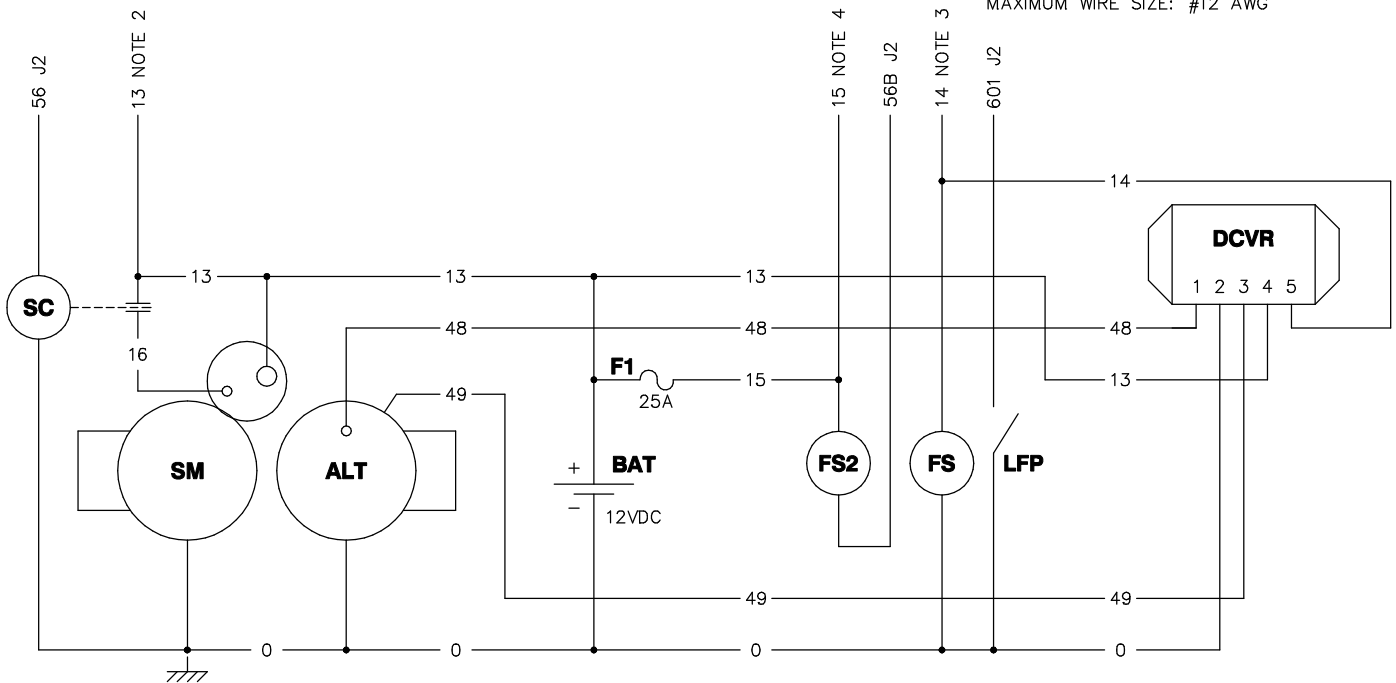 MAXIMUM WIRE SIZE: #12 AWG
56 J2
13 NOTE 2
15 NOTE 4
56B J2
14 NOTE 3
601 J2
14
DCVR
1 2 3 4 5
13
13
13
SC
48
48
48
16
F1
15
13
25A
49
SM
ALT
+
BAT
−
12VDC
FS2
FS
LFP
49
49
0
0
0
0